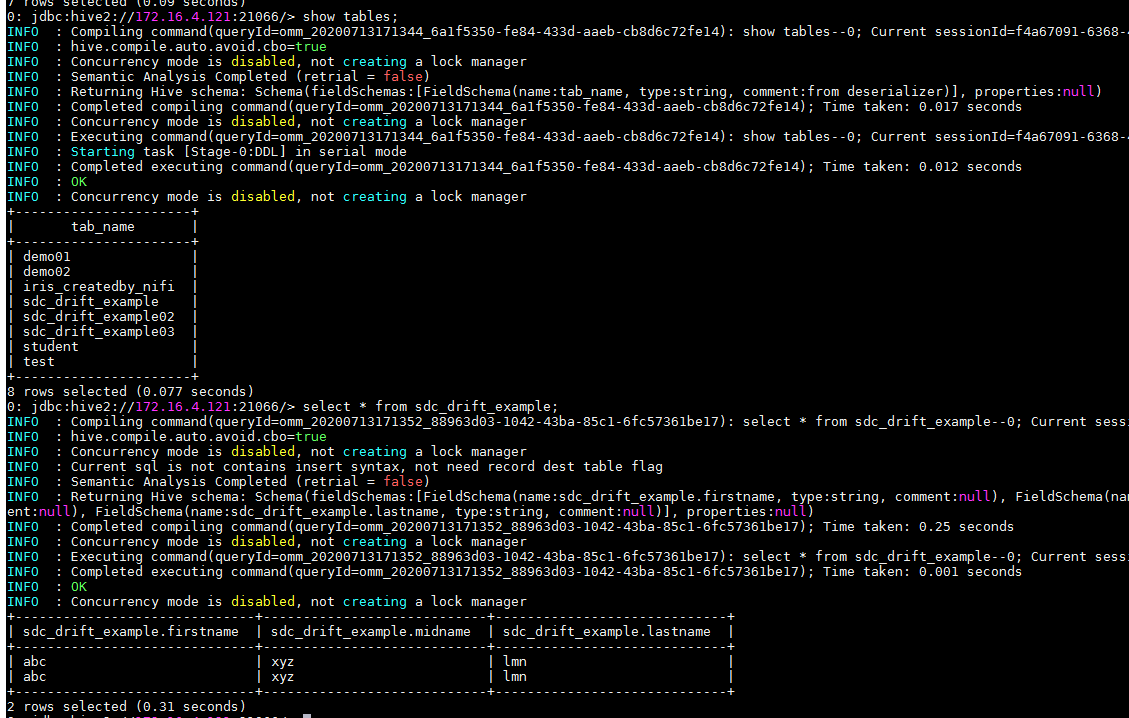 7 rows selected (0.09 seconds)
0: jdbc:hive2://172.16.4.121:21066/> show tables;
INFO  : Compiling command(queryId=omm_20200713171344_6a1f5350-fe84-433d-aaeb-cb8d6c72fe14): show tables--0; Current sessionId=f4a67091-6368-
INFO  : hive.compile.auto.avoid.cbo=true
INFO  : Concurrency mode is disabled, not creating a lock manager
INFO  : Semantic Analysis Completed (retrial = false)
INFO  : Returning Hive schema: Schema(fieldSchemas:[FieldSchema(name:tab_name, type:string, comment:from deserializer)], properties:null)
INFO  : Completed compiling command(queryId=omm_20200713171344_6a1f5350-fe84-433d-aaeb-cb8d6c72fe14); Time taken: 0.017 seconds
INFO  : Concurrency mode is disabled, not creating a lock manager
INFO  : Executing command(queryId=omm_20200713171344_6a1f5350-fe84-433d-aaeb-cb8d6c72fe14): show tables--0; Current sessionId=f4a67091-6368-
INFO  : Starting task [Stage-0:DDL] in serial mode
INFO  : Completed executing command(queryId=omm_20200713171344_6a1f5350-fe84-433d-aaeb-cb8d6c72fe14); Time taken: 0.012 seconds
INFO  : OK
INFO  : Concurrency mode is disabled, not creating a lock manager
+----------------------+
|       tab_name       |
+----------------------+
| demo01               |
| demo02               |
| iris_createdby_nifi  |
| sdc_drift_example    |
| sdc_drift_example02  |
| sdc_drift_example03  |
| student              |
| test                 |
+----------------------+
8 rows selected (0.077 seconds)
0: jdbc:hive2://172.16.4.121:21066/> select * from sdc_drift_example;
INFO  : Compiling command(queryId=omm_20200713171352_88963d03-1042-43ba-85c1-6fc57361be17): select * from sdc_drift_example--0; Current sess
INFO  : hive.compile.auto.avoid.cbo=true
INFO  : Concurrency mode is disabled, not creating a lock manager
INFO  : Current sql is not contains insert syntax, not need record dest table flag
INFO  : Semantic Analysis Completed (retrial = false)
INFO  : Returning Hive schema: Schema(fieldSchemas:[FieldSchema(name:sdc_drift_example.firstname, type:string, comment:null), FieldSchema(na
ent:null), FieldSchema(name:sdc_drift_example.lastname, type:string, comment:null)], properties:null)
INFO  : Completed compiling command(queryId=omm_20200713171352_88963d03-1042-43ba-85c1-6fc57361be17); Time taken: 0.25 seconds
INFO  : Concurrency mode is disabled, not creating a lock manager
INFO  : Executing command(queryId=omm_20200713171352_88963d03-1042-43ba-85c1-6fc57361be17): select * from sdc_drift_example--0; Current sess
INFO  : Completed executing command(queryId=omm_20200713171352_88963d03-1042-43ba-85c1-6fc57361be17); Time taken: 0.001 seconds
INFO  : OK
INFO  : Concurrency mode is disabled, not creating a lock manager
+------------------------------+----------------------------+-----------------------------+
| sdc_drift_example.firstname  | sdc_drift_example.midname  | sdc_drift_example.lastname  |
+------------------------------+----------------------------+-----------------------------+
| abc                          | xyz                        | lmn                         |
| abc                          | xyz                        | lmn                         |
+------------------------------+----------------------------+-----------------------------+
2 rows selected (0.31 seconds)